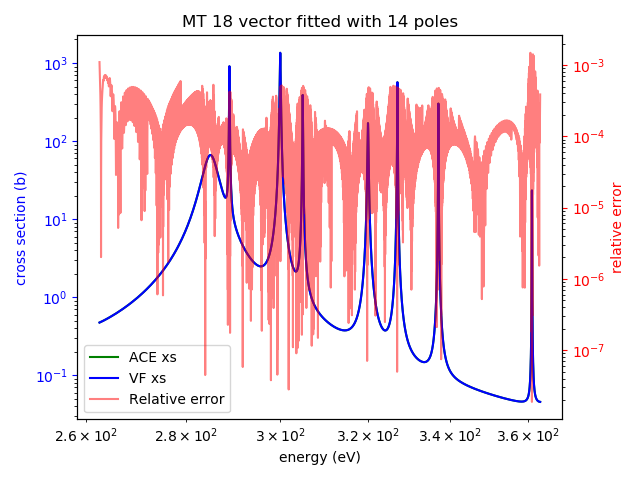 MT 18 vector fitted with 14 poles
10³
10²
10¹
10⁰
10⁻¹
cross section (b)
10⁻³
10⁻⁴
10⁻⁵
10⁻⁶
10⁻⁷
relative error
ACE xs
VF xs
Relative error
2.6 × 10² 2.8 × 10² 3 × 10² 3.2 × 10² 3.4 × 10² 3.6 × 10²
energy (eV)